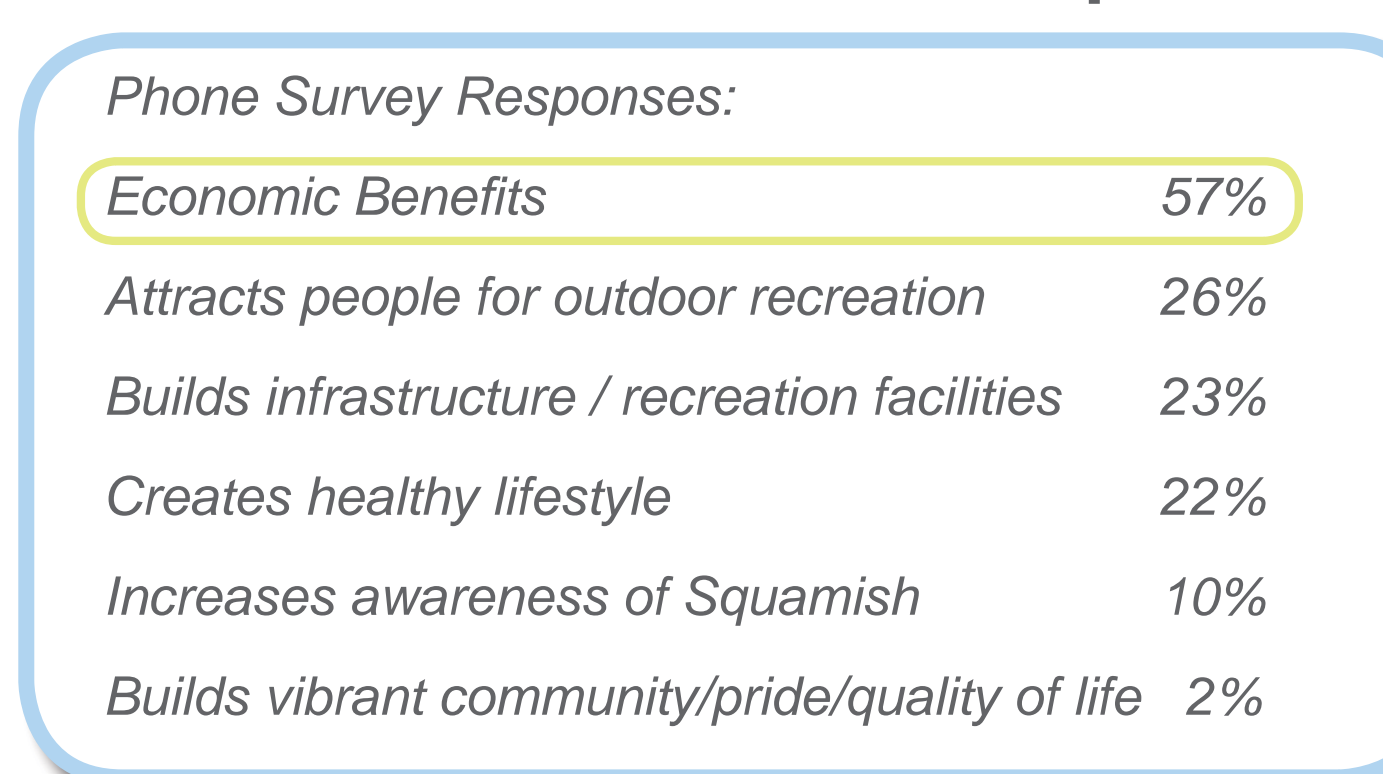 Phone Survey Responses:
Economic Benefits 57%
Attracts people for outdoor recreation 26%
Builds infrastructure / recreation facilities 23%
Creates healthy lifestyle 22%
Increases awareness of Squamish 10%
Builds vibrant community/pride/quality of life 2%